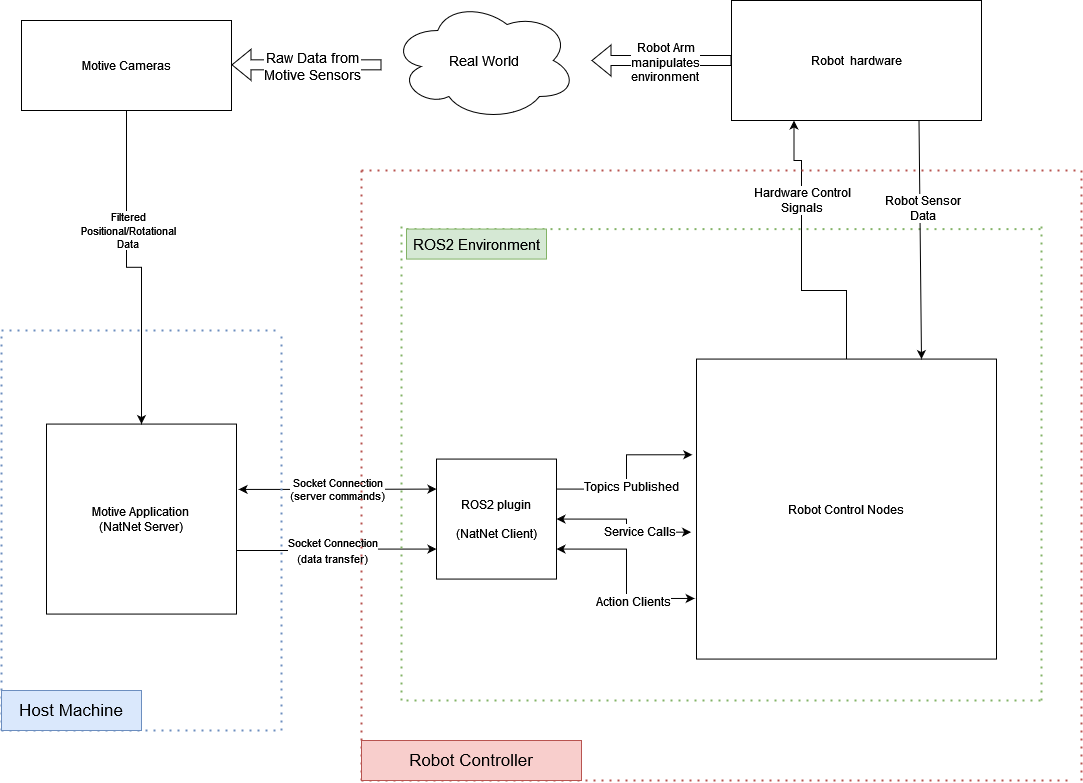 Motive Cameras
Raw Data from
Motive Sensors
Real World
Robot Arm
manipulates
environment
Robot hardware
Filtered
Positional/Rotational
Data
Hardware Control
Signals
Robot Sensor
Data
ROS2 Environment
Motive Application
(NatNet Server)
Socket Connection
(server commands)
Socket Connection
(data transfer)
ROS2 plugin
(NatNet Client)
Topics Published
Service Calls
Action Clients
Robot Control Nodes
Host Machine
Robot Controller